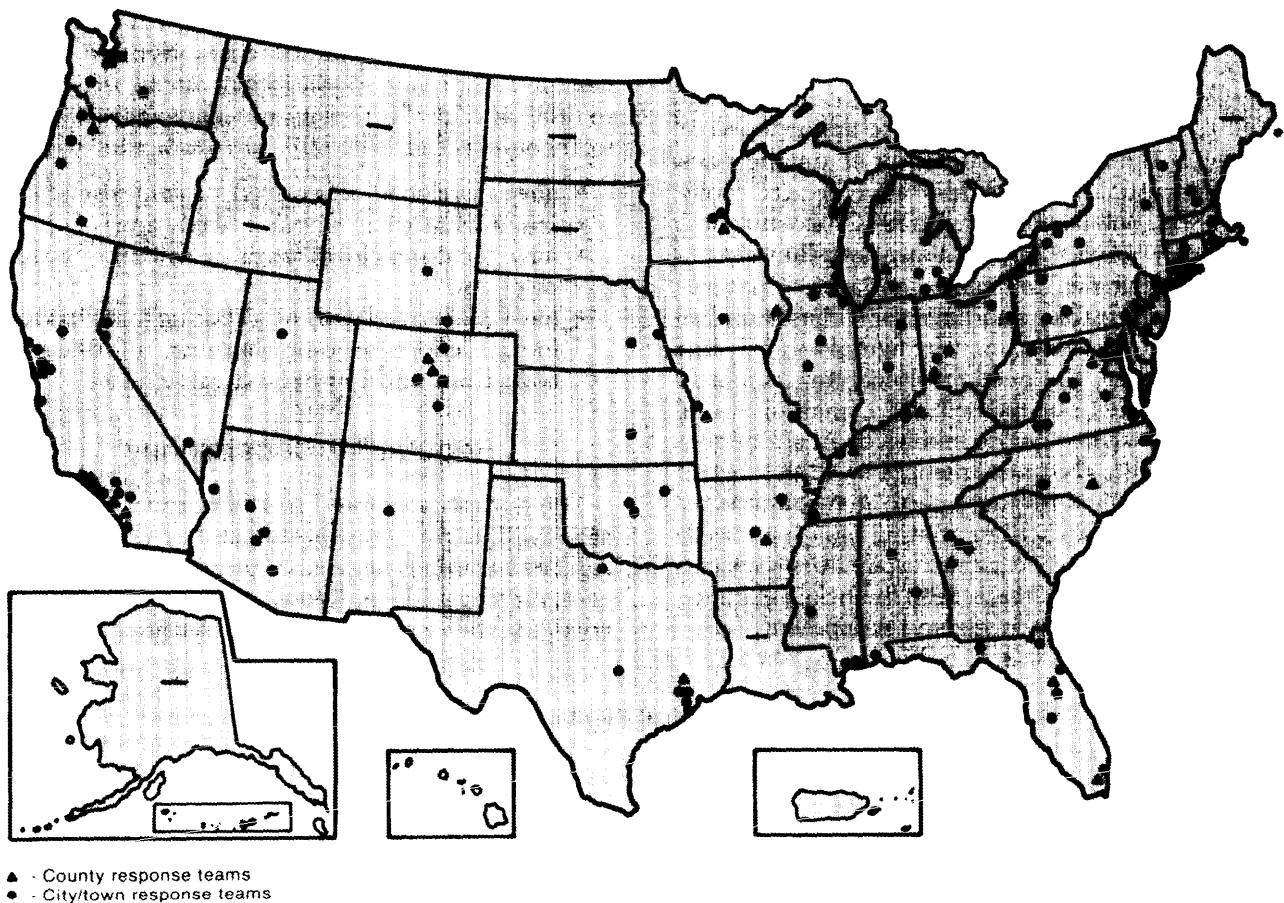 ▲ - County response teams
● - City/town response teams